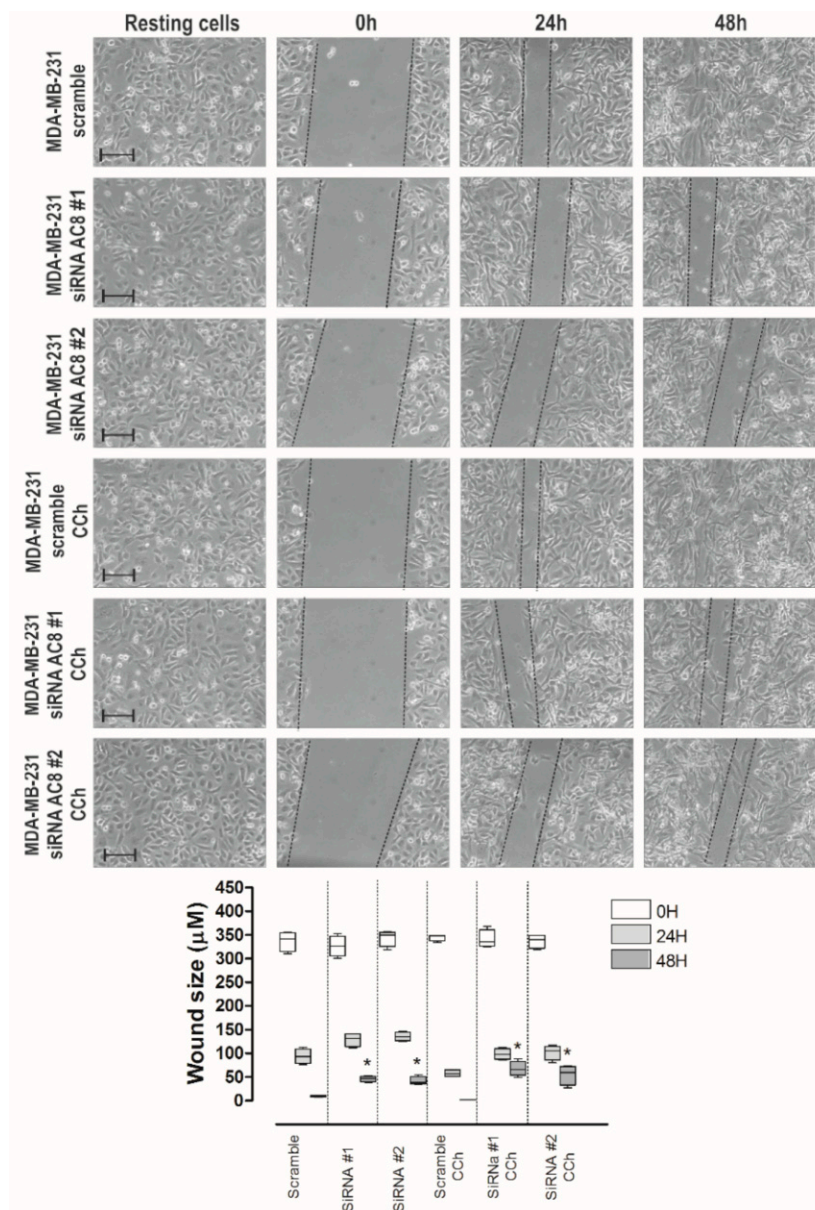 Resting cells 0h 24h 48h
MDA-MB-231
scramble
MDA-MB-231
siRNA AC8 #1
MDA-MB-231
siRNA AC8 #2
MDA-MB-231
scramble
CCh
MDA-MB-231
siRNA AC8 #1
CCh
MDA-MB-231
siRNA AC8 #2
CCh
Wound size (µM)
450
400
350
300
250
200
150
100
50
0
* * * *
0H
24H
48H
Scramble
SiRNA #1
SiRNA #2
Scramble
CCh
SiRNa #1
CCh
SiRNA #2
CCh